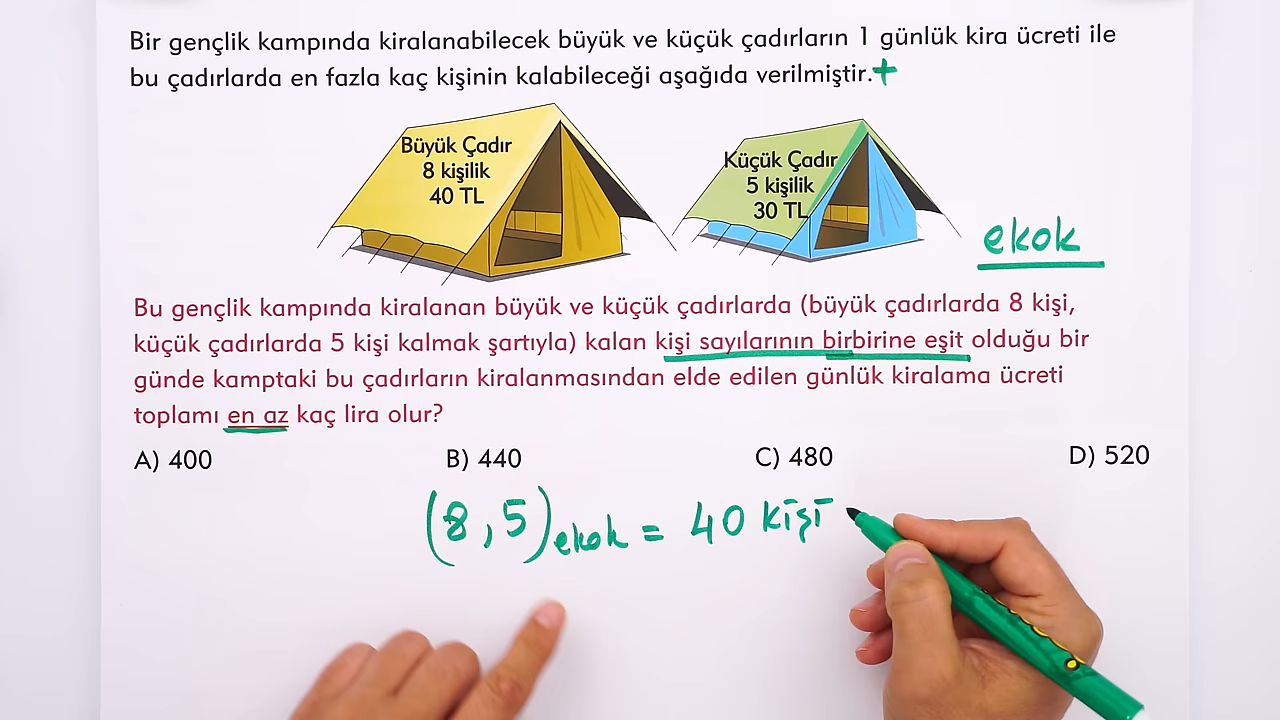 Bir gençlik kampında kiralanabilecek büyük ve küçük çadırların 1 günlük kira ücreti ile
bu çadırlarda en fazla kaç kişinin kalabileceği aşağıda verilmiştir.+
Büyük Çadır
8 kişilik
40 TL
Küçük Çadır
5 kişilik
30 TL
ekok
Bu gençlik kampında kiralanan büyük ve küçük çadırlarda (büyük çadırlarda 8 kişi,
küçük çadırlarda 5 kişi kalmak şartıyla) kalan kişi sayılarının birbirine eşit olduğu bir
günde kamptaki bu çadırların kiralanmasından elde edilen günlük kiralama ücreti
toplamı en az kaç lira olur?
A) 400 B) 440 C) 480 D) 520
(8, 5)ekok = 40 kişi